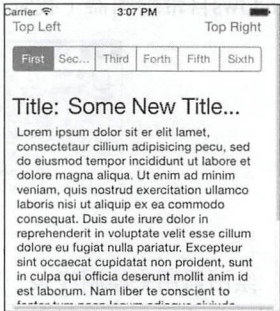 Carrier 3:07 PM
Top Left Top Right
First Sec... Third Forth Fifth Sixth
Title: Some New Title...
Lorem ipsum dolor sit er elit lamet,
consectetaur cillium adipisicing pecu, sed
do eiusmod tempor incididunt ut labore et
dolore magna aliqua. Ut enim ad minim
veniam, quis nostrud exercitation ullamco
laboris nisi ut aliquip ex ea commodo
consequat. Duis aute irure dolor in
reprehenderit in voluptate velit esse cillum
dolore eu fugiat nulla pariatur. Excepteur
sint occaecat cupidatat non proident, sunt
in culpa qui officia deserunt mollit anim id
est laborum. Nam liber te conscient to